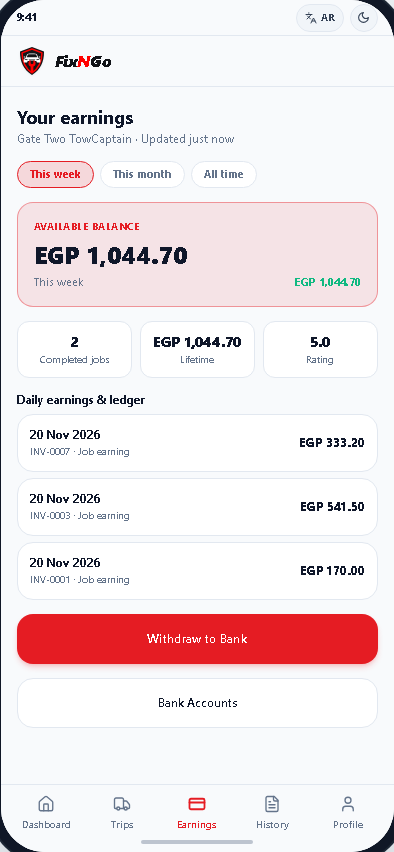 9:41
AR
FixNGo
Your earnings
Gate Two TowCaptain · Updated just now
This week
This month
All time
AVAILABLE BALANCE
EGP 1,044.70
This week
EGP 1,044.70
2
Completed jobs
EGP 1,044.70
Lifetime
5.0
Rating
Daily earnings & ledger
20 Nov 2026
INV-0007 · Job earning
EGP 333.20
20 Nov 2026
INV-0003 · Job earning
EGP 541.50
20 Nov 2026
INV-0001 · Job earning
EGP 170.00
Withdraw to Bank
Bank Accounts
Dashboard
Trips
Earnings
History
Profile